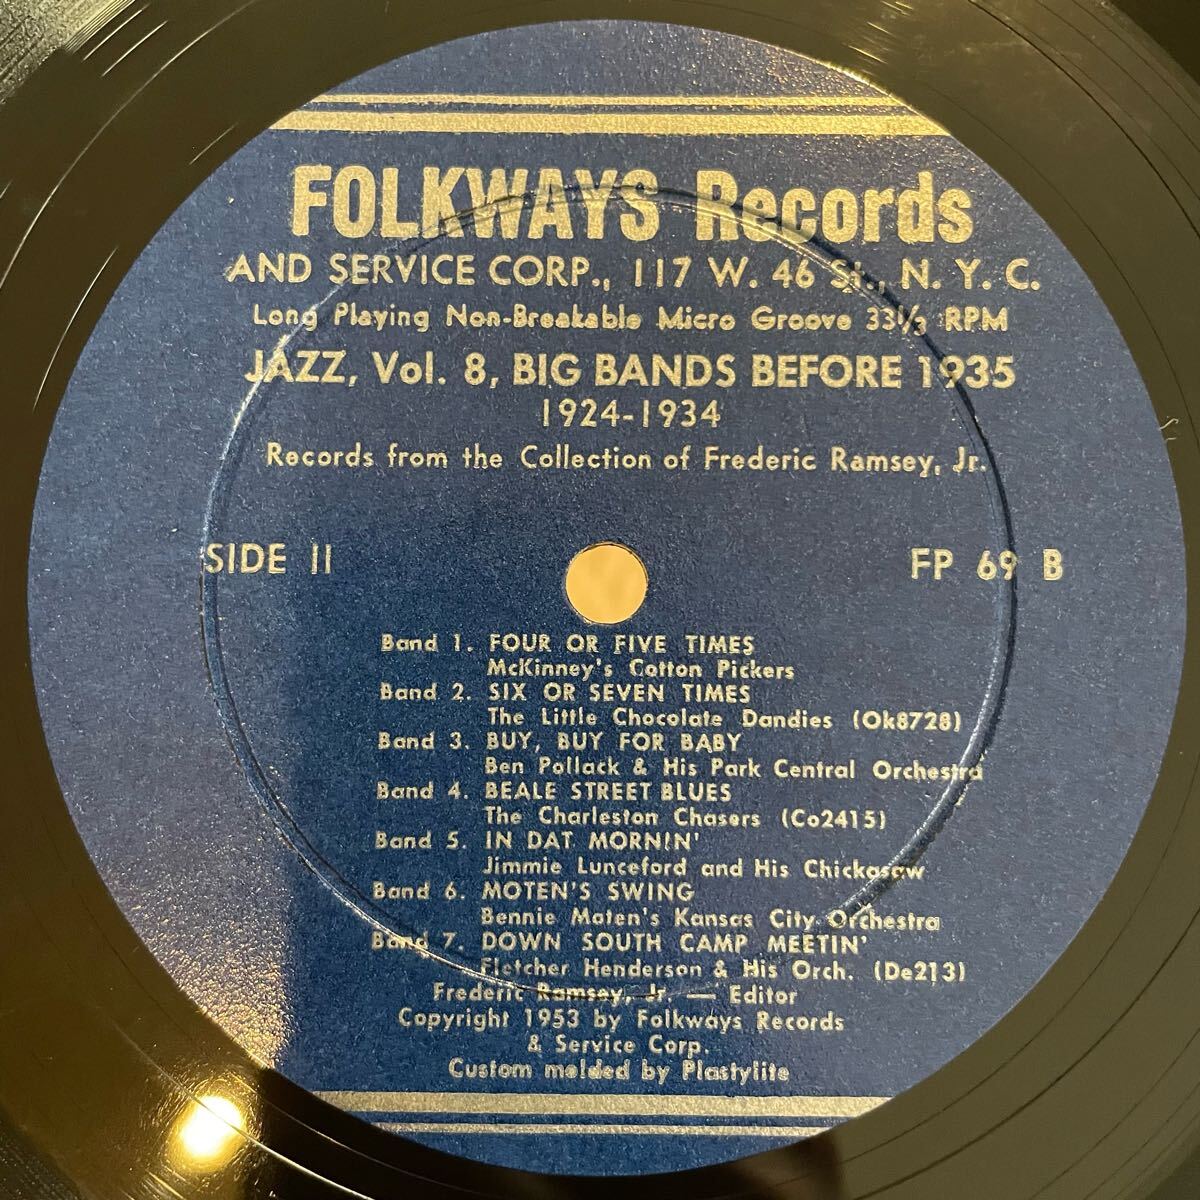 FOLKWAYS Records
AND SERVICE CORP., 117 W. 46 St., N. Y. C.
Long Playing Non-Breakable Micro Groove 33⅓ RPM
JAZZ, Vol. 8, BIG BANDS BEFORE 1935
1924-1934
Records from the Collection of Frederic Ramsey, Jr.
SIDE II
FP 69 B
Band 1. FOUR OR FIVE TIMES
McKinney's Cotton Pickers
Band 2. SIX OR SEVEN TIMES
The Little Chocolate Dandies (Ok8728)
Band 3. BUY, BUY FOR BABY
Ben Pollack & His Park Central Orchestra
Band 4. BEALE STREET BLUES
The Charleston Chasers (Co2415)
Band 5. IN DAT MORNIN'
Jimmie Lunceford and His Chickasaw
Band 6. MOTEN'S SWING
Bennie Moten's Kansas City Orchestra
Band 7. DOWN SOUTH CAMP MEETIN'
Fletcher Henderson & His Orch. (De213)
Frederic Ramsey, Jr. — Editor
Copyright 1953 by Folkways Records
& Service Corp.
Custom molded by Plastylite